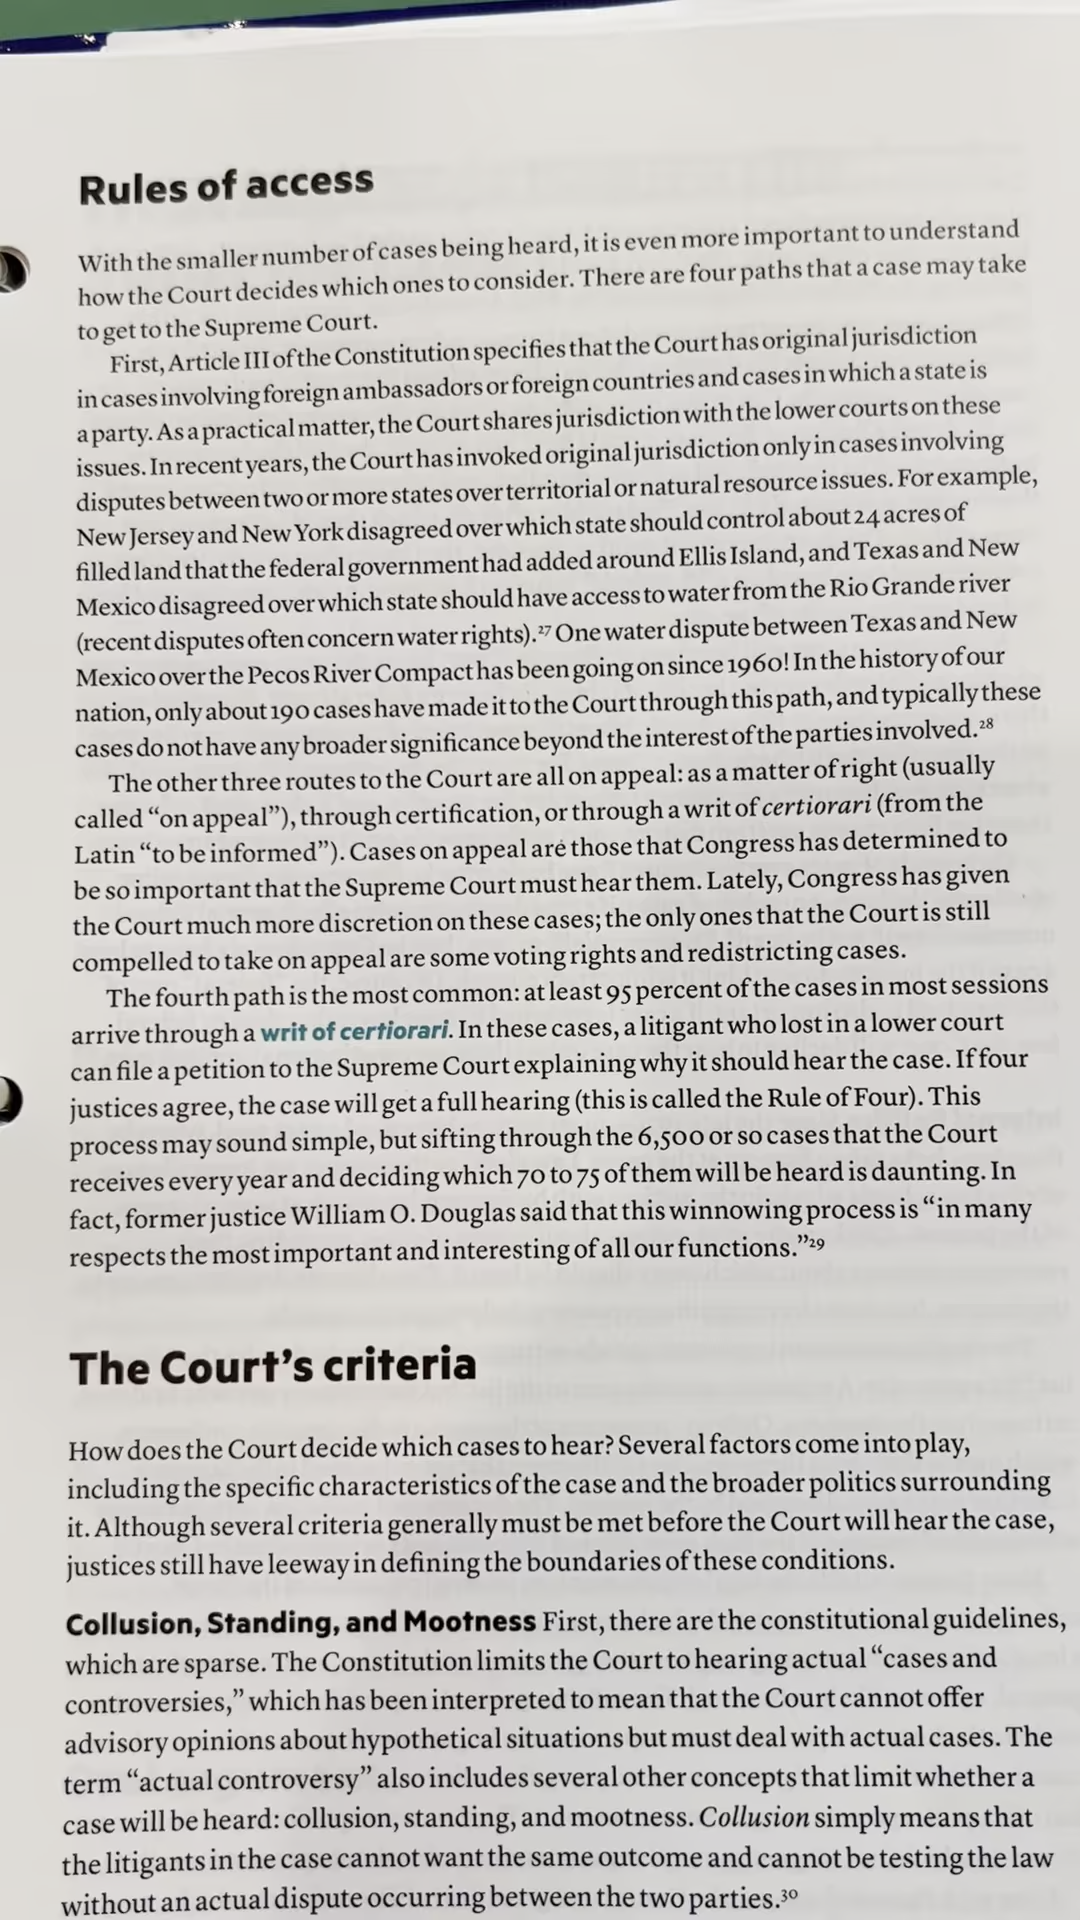 Rules of access
With the smaller number of cases being heard, it is even more important to understand
how the Court decides which ones to consider. There are four paths that a case may take
to get to the Supreme Court.
First, Article III of the Constitution specifies that the Court has original jurisdiction
in cases involving foreign ambassadors or foreign countries and cases in which a state is
a party. As a practical matter, the Court shares jurisdiction with the lower courts on these
issues. In recent years, the Court has invoked original jurisdiction only in cases involving
disputes between two or more states over territorial or natural resource issues. For example,
New Jersey and New York disagreed over which state should control about 24 acres of
filled land that the federal government had added around Ellis Island, and Texas and New
Mexico disagreed over which state should have access to water from the Rio Grande river
(recent disputes often concern water rights).²⁷ One water dispute between Texas and New
Mexico over the Pecos River Compact has been going on since 1960! In the history of our
nation, only about 190 cases have made it to the Court through this path, and typically these
cases do not have any broader significance beyond the interest of the parties involved.²⁸
The other three routes to the Court are all on appeal: as a matter of right (usually
called “on appeal”), through certification, or through a writ of certiorari (from the
Latin “to be informed”). Cases on appeal are those that Congress has determined to
be so important that the Supreme Court must hear them. Lately, Congress has given
the Court much more discretion on these cases; the only ones that the Court is still
compelled to take on appeal are some voting rights and redistricting cases.
The fourth path is the most common: at least 95 percent of the cases in most sessions
arrive through a writ of certiorari. In these cases, a litigant who lost in a lower court
can file a petition to the Supreme Court explaining why it should hear the case. If four
justices agree, the case will get a full hearing (this is called the Rule of Four). This
process may sound simple, but sifting through the 6,500 or so cases that the Court
receives every year and deciding which 70 to 75 of them will be heard is daunting. In
fact, former justice William O. Douglas said that this winnowing process is “in many
respects the most important and interesting of all our functions.”²⁹
The Court’s criteria
How does the Court decide which cases to hear? Several factors come into play,
including the specific characteristics of the case and the broader politics surrounding
it. Although several criteria generally must be met before the Court will hear the case,
justices still have leeway in defining the boundaries of these conditions.
Collusion, Standing, and Mootness First, there are the constitutional guidelines,
which are sparse. The Constitution limits the Court to hearing actual “cases and
controversies,” which has been interpreted to mean that the Court cannot offer
advisory opinions about hypothetical situations but must deal with actual cases. The
term “actual controversy” also includes several other concepts that limit whether a
case will be heard: collusion, standing, and mootness. Collusion simply means that
the litigants in the case cannot want the same outcome and cannot be testing the law
without an actual dispute occurring between the two parties.³⁰